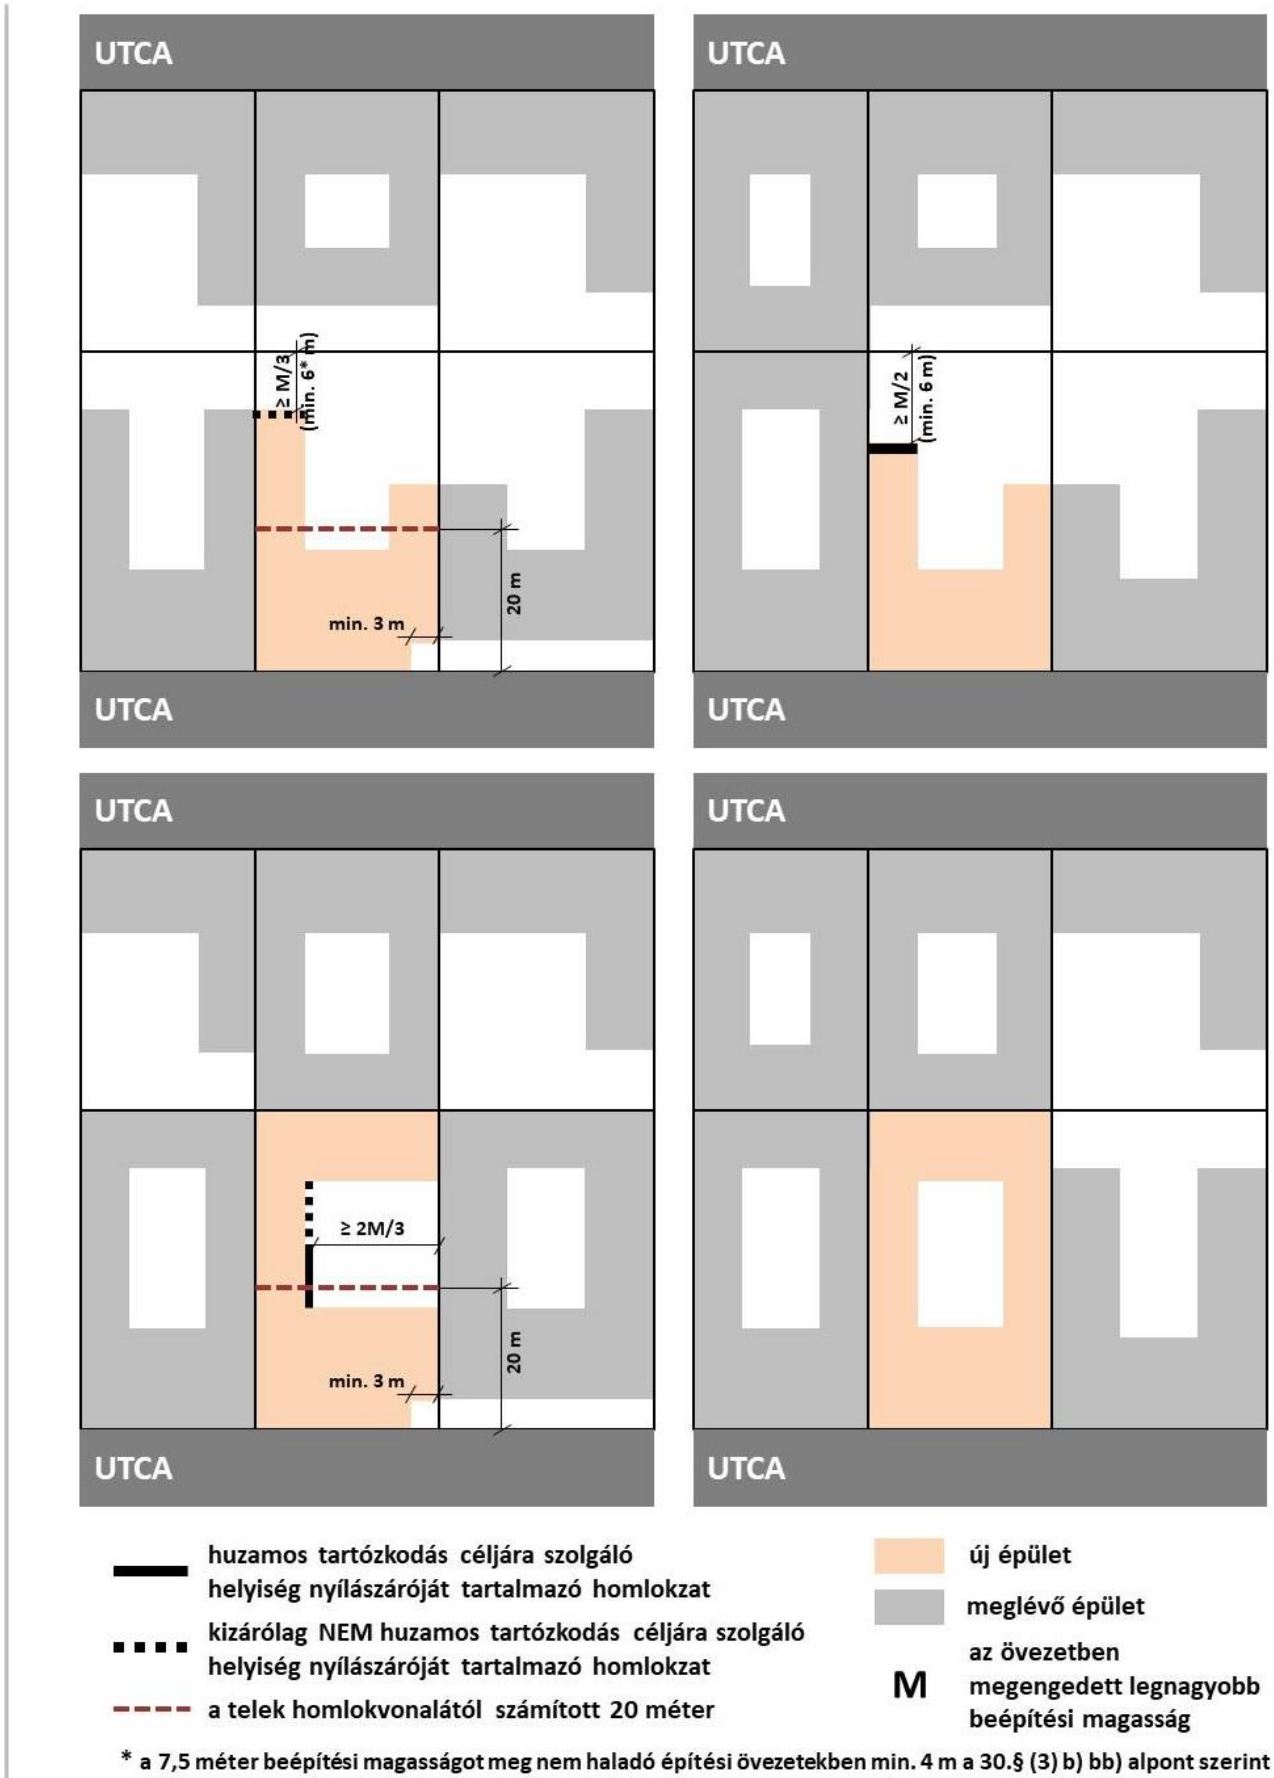 UTCA
UTCA
≥ M/3
(min. 6* m)
≥ M/2
(min. 6 m)
20 m
min. 3 m
UTCA
UTCA
UTCA
UTCA
≥ 2M/3
20 m
min. 3 m
UTCA
UTCA
huzamos tartózkodás céljára szolgáló
helyiség nyílászáróját tartalmazó homlokzat
kizárólag NEM huzamos tartózkodás céljára szolgáló
helyiség nyílászáróját tartalmazó homlokzat
a telek homlokvonalától számított 20 méter
új épület
meglévő épület
M
az övezetben
megengedett legnagyobb
beépítési magasság
* a 7,5 méter beépítési magasságot meg nem haladó építési övezetekben min. 4 m a 30.§ (3) b) bb) alpont szerint